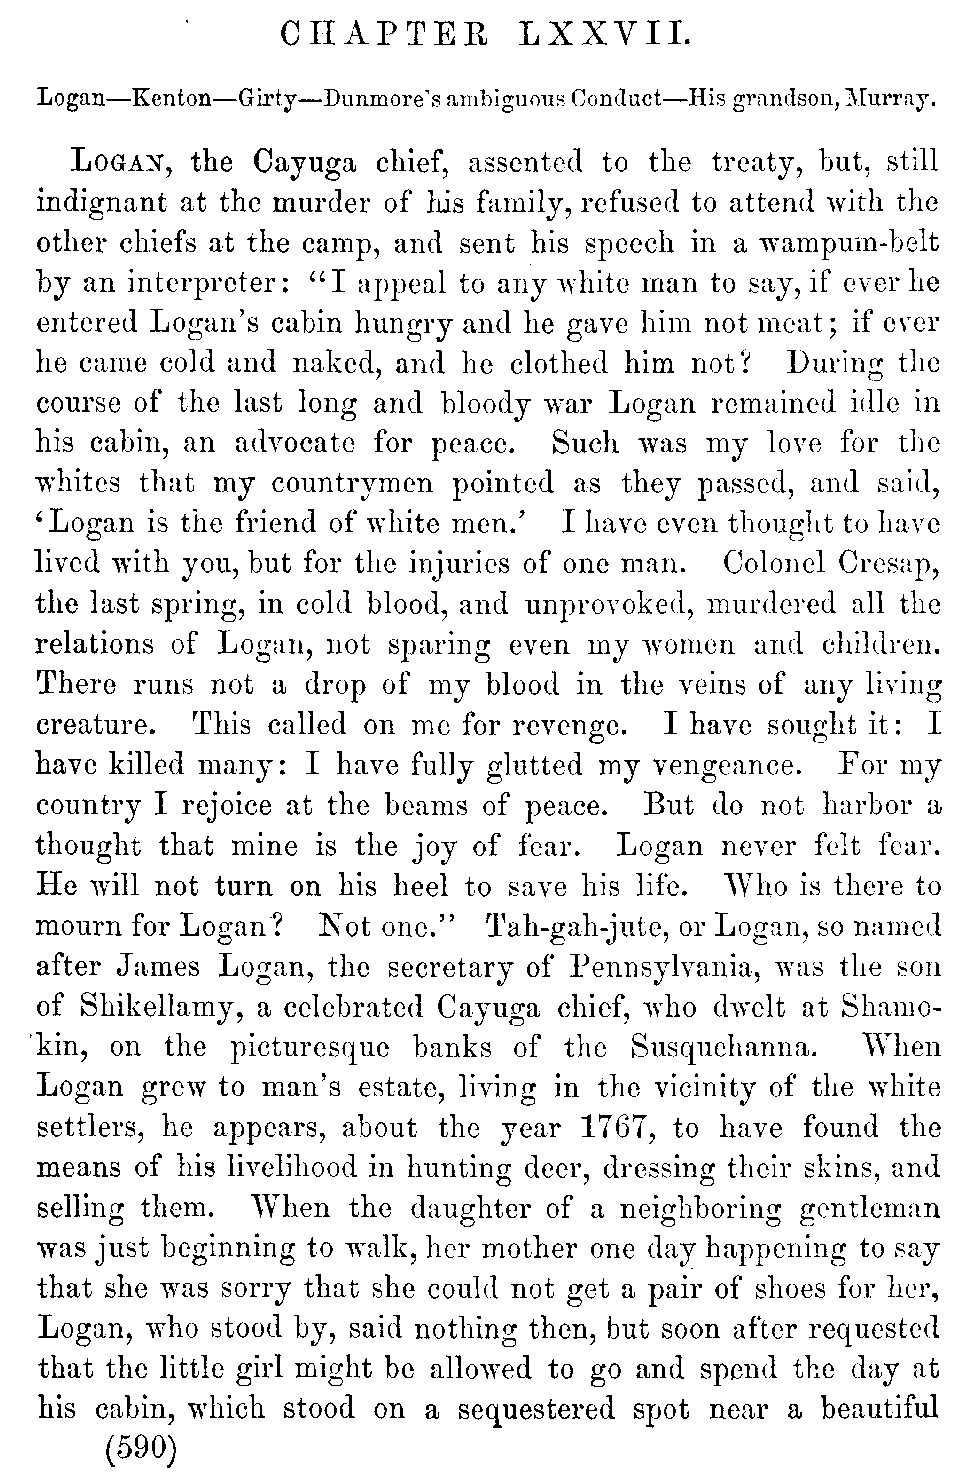 CHAPTER LXXVII.
Logan—Kenton—Girty—Dunmore's ambiguous Conduct—His grandson, Murray.
LOGAN, the Cayuga chief, assented to the treaty, but, still
indignant at the murder of his family, refused to attend with the
other chiefs at the camp, and sent his speech in a wampum-belt
by an interpreter: "I appeal to any white man to say, if ever he
entered Logan's cabin hungry and he gave him not meat; if ever
he came cold and naked, and he clothed him not? During the
course of the last long and bloody war Logan remained idle in
his cabin, an advocate for peace. Such was my love for the
whites that my countrymen pointed as they passed, and said,
'Logan is the friend of white men.' I have even thought to have
lived with you, but for the injuries of one man. Colonel Cresap,
the last spring, in cold blood, and unprovoked, murdered all the
relations of Logan, not sparing even my women and children.
There runs not a drop of my blood in the veins of any living
creature. This called on me for revenge. I have sought it: I
have killed many: I have fully glutted my vengeance. For my
country I rejoice at the beams of peace. But do not harbor a
thought that mine is the joy of fear. Logan never felt fear.
He will not turn on his heel to save his life. Who is there to
mourn for Logan? Not one." Tah-gah-jute, or Logan, so named
after James Logan, the secretary of Pennsylvania, was the son
of Shikellamy, a celebrated Cayuga chief, who dwelt at Shamo-
kin, on the picturesque banks of the Susquehanna. When
Logan grew to man's estate, living in the vicinity of the white
settlers, he appears, about the year 1767, to have found the
means of his livelihood in hunting deer, dressing their skins, and
selling them. When the daughter of a neighboring gentleman
was just beginning to walk, her mother one day happening to say
that she was sorry that she could not get a pair of shoes for her,
Logan, who stood by, said nothing then, but soon after requested
that the little girl might be allowed to go and spend the day at
his cabin, which stood on a sequestered spot near a beautiful
(590)